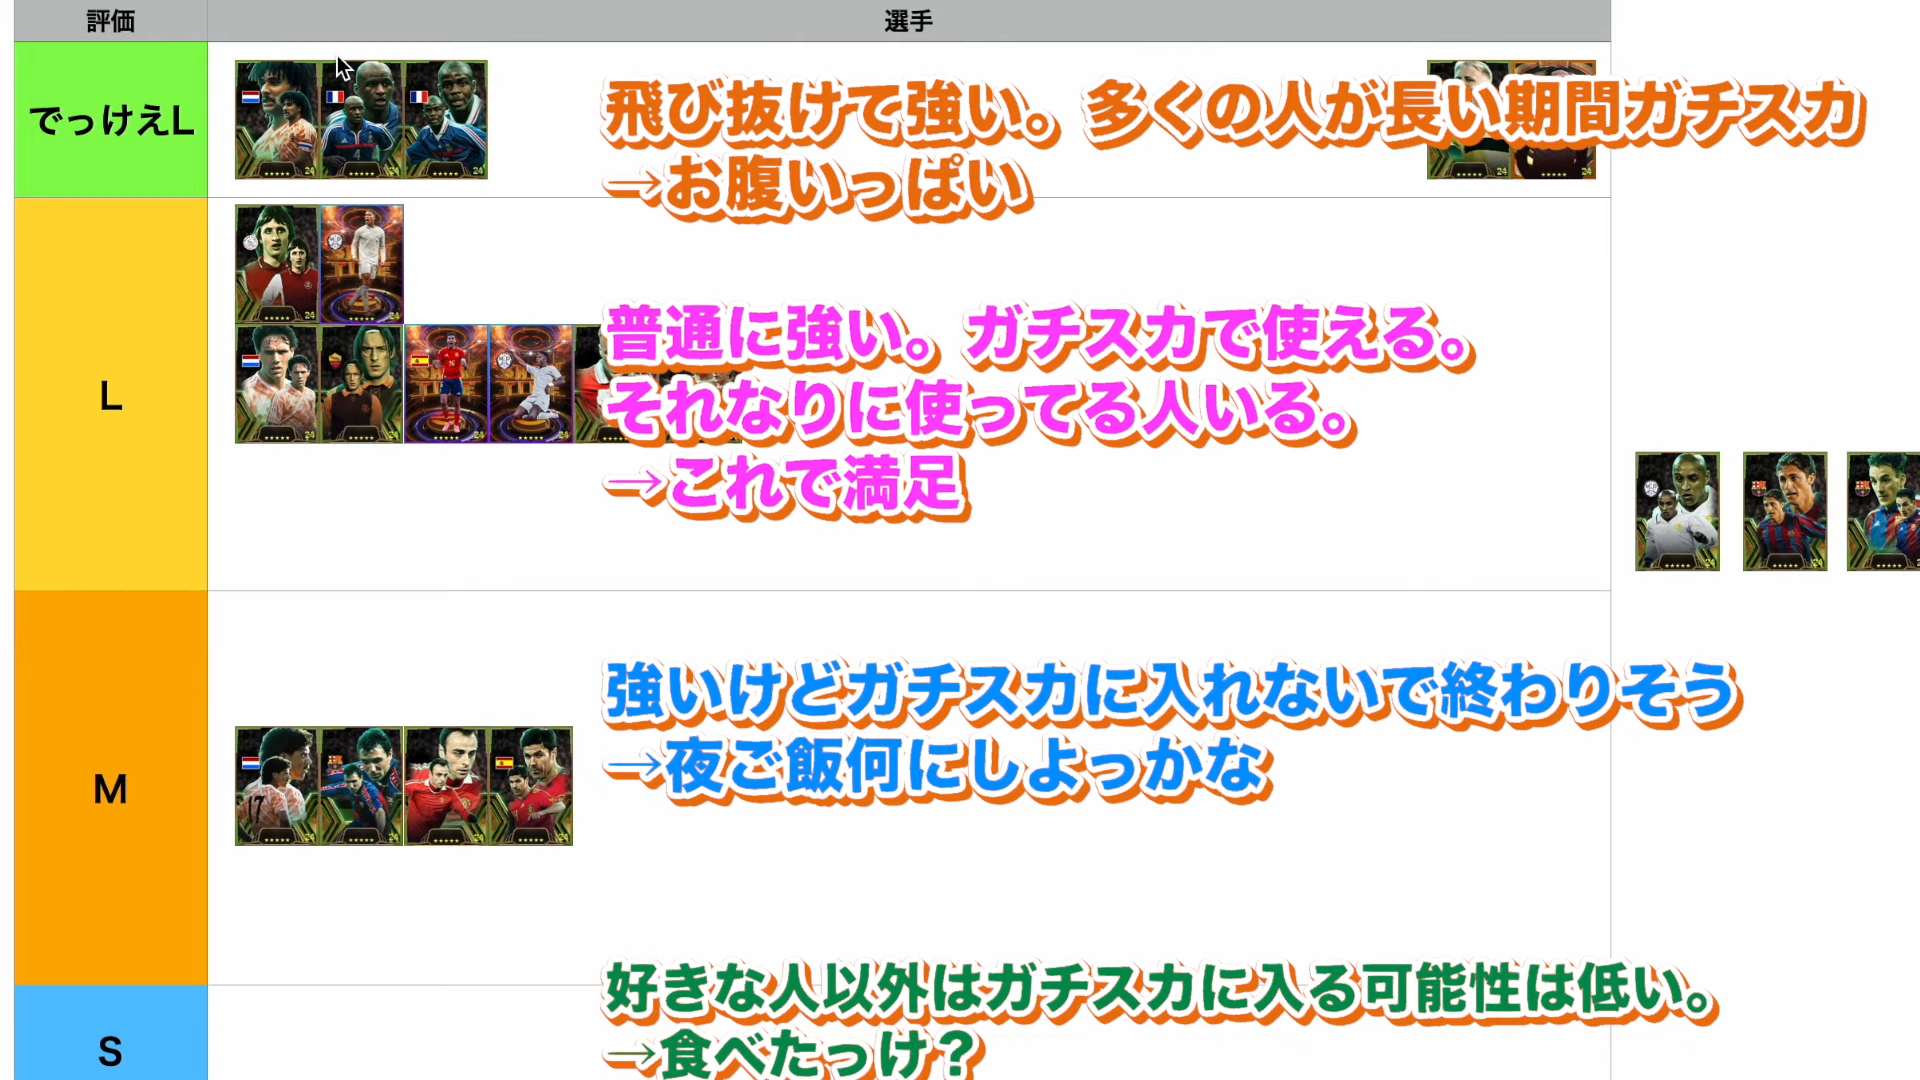 評価
選手
でっけえL
飛び抜けて強い。多くの人が長い期間ガチスカ
→お腹いっぱい
L
普通に強い。ガチスカで使える。
それなりに使ってる人いる。
→これで満足
M
強いけどガチスカに入れないで終わりそう
→夜ご飯何にしよっかな
S
好きな人以外はガチスカに入る可能性は低い。
→食べたっけ？